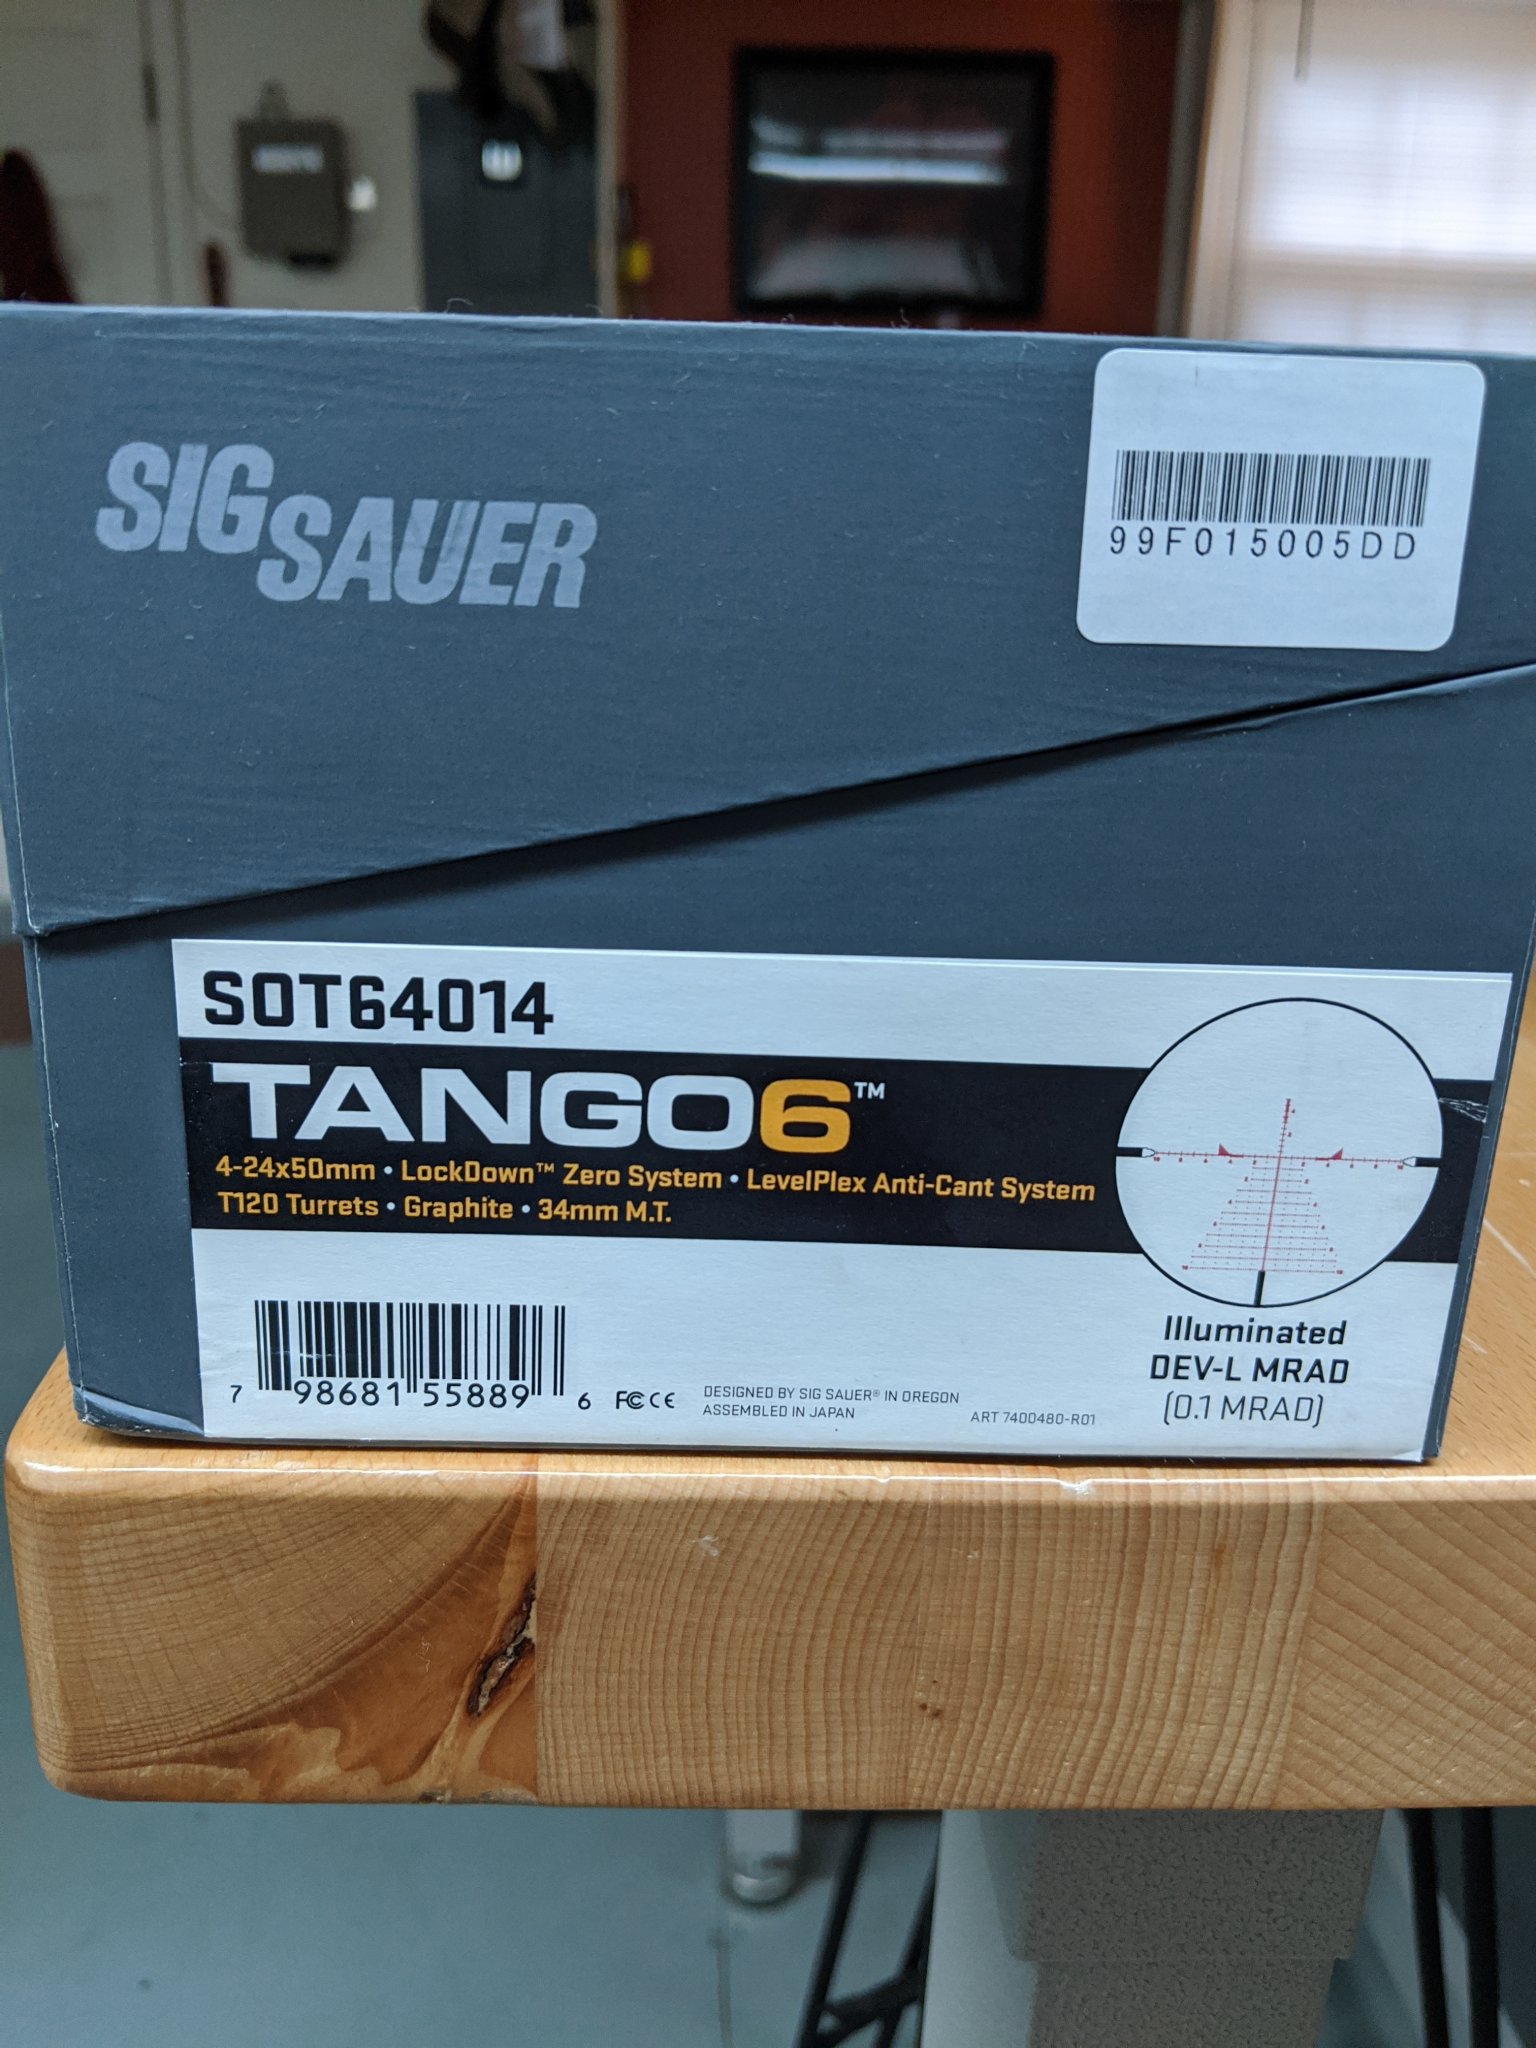 SIG SAUER
99F015005DD
SOT64014
TANGO6™
4-24x50mm • LockDown™ Zero System • LevelPlex Anti-Cant System
T120 Turrets • Graphite • 34mm M.T.
Illuminated
DEV-L MRAD
(0.1 MRAD)
7 98681 55889 6
FC CE
DESIGNED BY SIG SAUER® IN OREGON
ASSEMBLED IN JAPAN
ART 7400480-R01